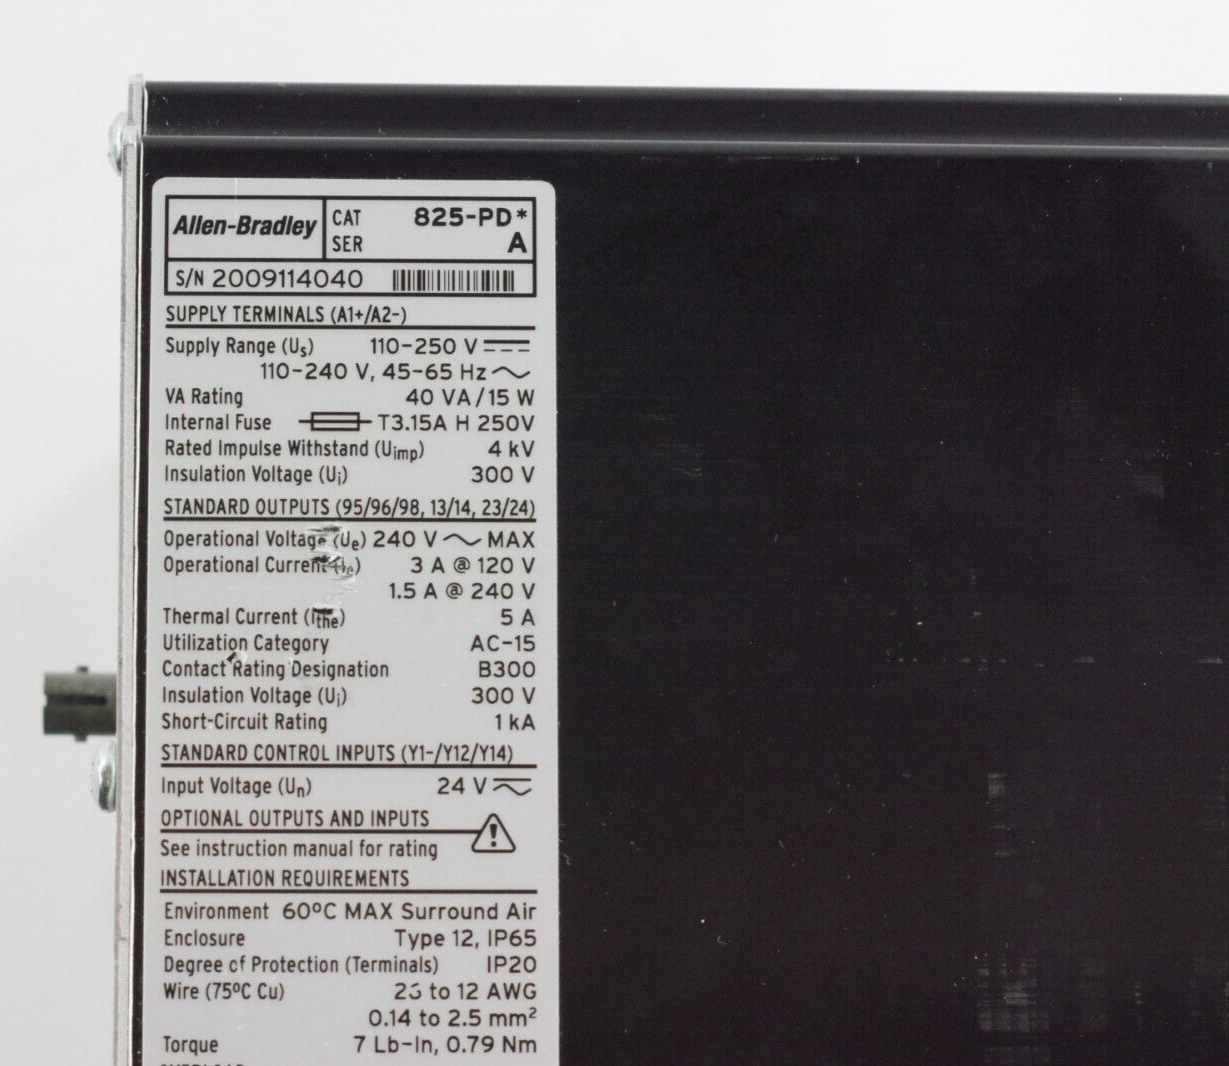 Allen-Bradley CAT 825-PD*
SER A
S/N 2009114040
SUPPLY TERMINALS (A1+/A2-)
Supply Range (Us) 110-250 V
110-240 V, 45-65 Hz
VA Rating 40 VA/15 W
Internal Fuse T3.15A H 250V
Rated Impulse Withstand (Uimp) 4 kV
Insulation Voltage (Ui) 300 V
STANDARD OUTPUTS (95/96/98, 13/14, 23/24)
Operational Voltage (Ue) 240 V MAX
Operational Current (Ie) 3 A @ 120 V
1.5 A @ 240 V
Thermal Current (Ithe) 5 A
Utilization Category AC-15
Contact Rating Designation B300
Insulation Voltage (Ui) 300 V
Short-Circuit Rating 1 kA
STANDARD CONTROL INPUTS (Y1-/Y12/Y14)
Input Voltage (Un) 24 V
OPTIONAL OUTPUTS AND INPUTS
See instruction manual for rating
INSTALLATION REQUIREMENTS
Environment 60ºC MAX Surround Air
Enclosure Type 12, IP65
Degree of Protection (Terminals) IP20
Wire (75ºC Cu) to 12 AWG
0.14 to 2.5 mm²
Torque 7 Lb-In, 0.79 Nm